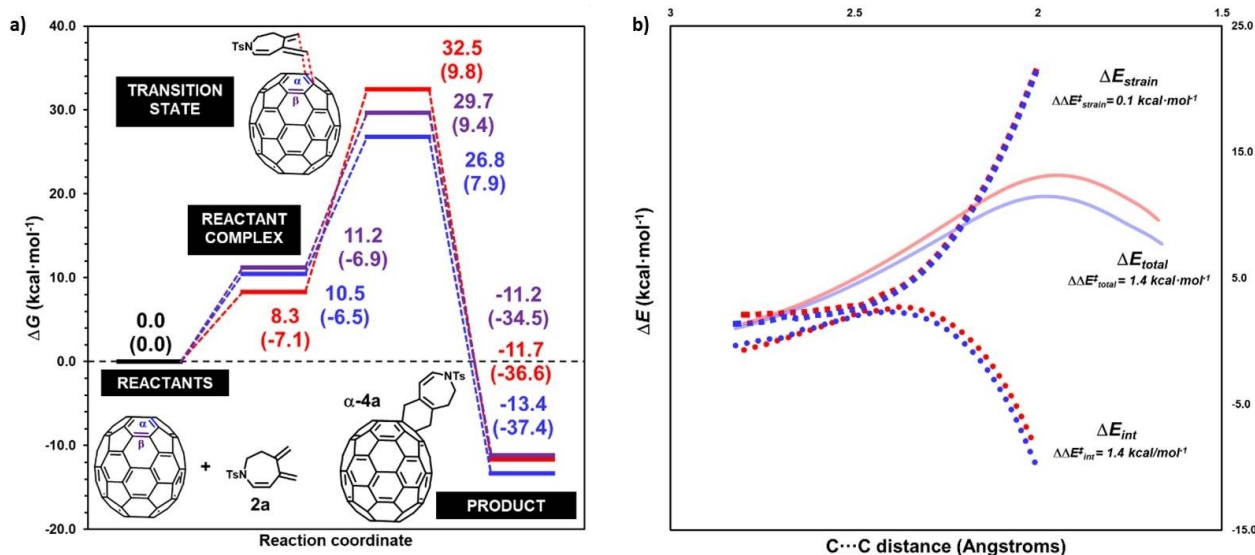 a)
40.0
30.0
20.0
10.0
0.0
-10.0
-20.0
ΔG (kcal·mol⁻¹)
Reaction coordinate
TsN
α
β
TRANSITION
STATE
32.5
(9.8)
29.7
(9.4)
26.8
(7.9)
REACTANT
COMPLEX
11.2
(-6.9)
10.5
(-6.5)
8.3
(-7.1)
0.0
(0.0)
REACTANTS
-11.2
(-34.5)
-11.7
(-36.6)
-13.4
(-37.4)
α
β
+
TsN
2a
α-4a
NTs
PRODUCT
b)
3
2.5
2
1.5
25.0
15.0
5.0
-5.0
-15.0
ΔE (kcal·mol⁻¹)
ΔEstrain
ΔΔE‡strain = 0.1 kcal·mol⁻¹
ΔEtotal
ΔΔE‡total = 1.4 kcal·mol⁻¹
ΔEint
ΔΔE‡int = 1.4 kcal/mol⁻¹
C···C distance (Angstroms)